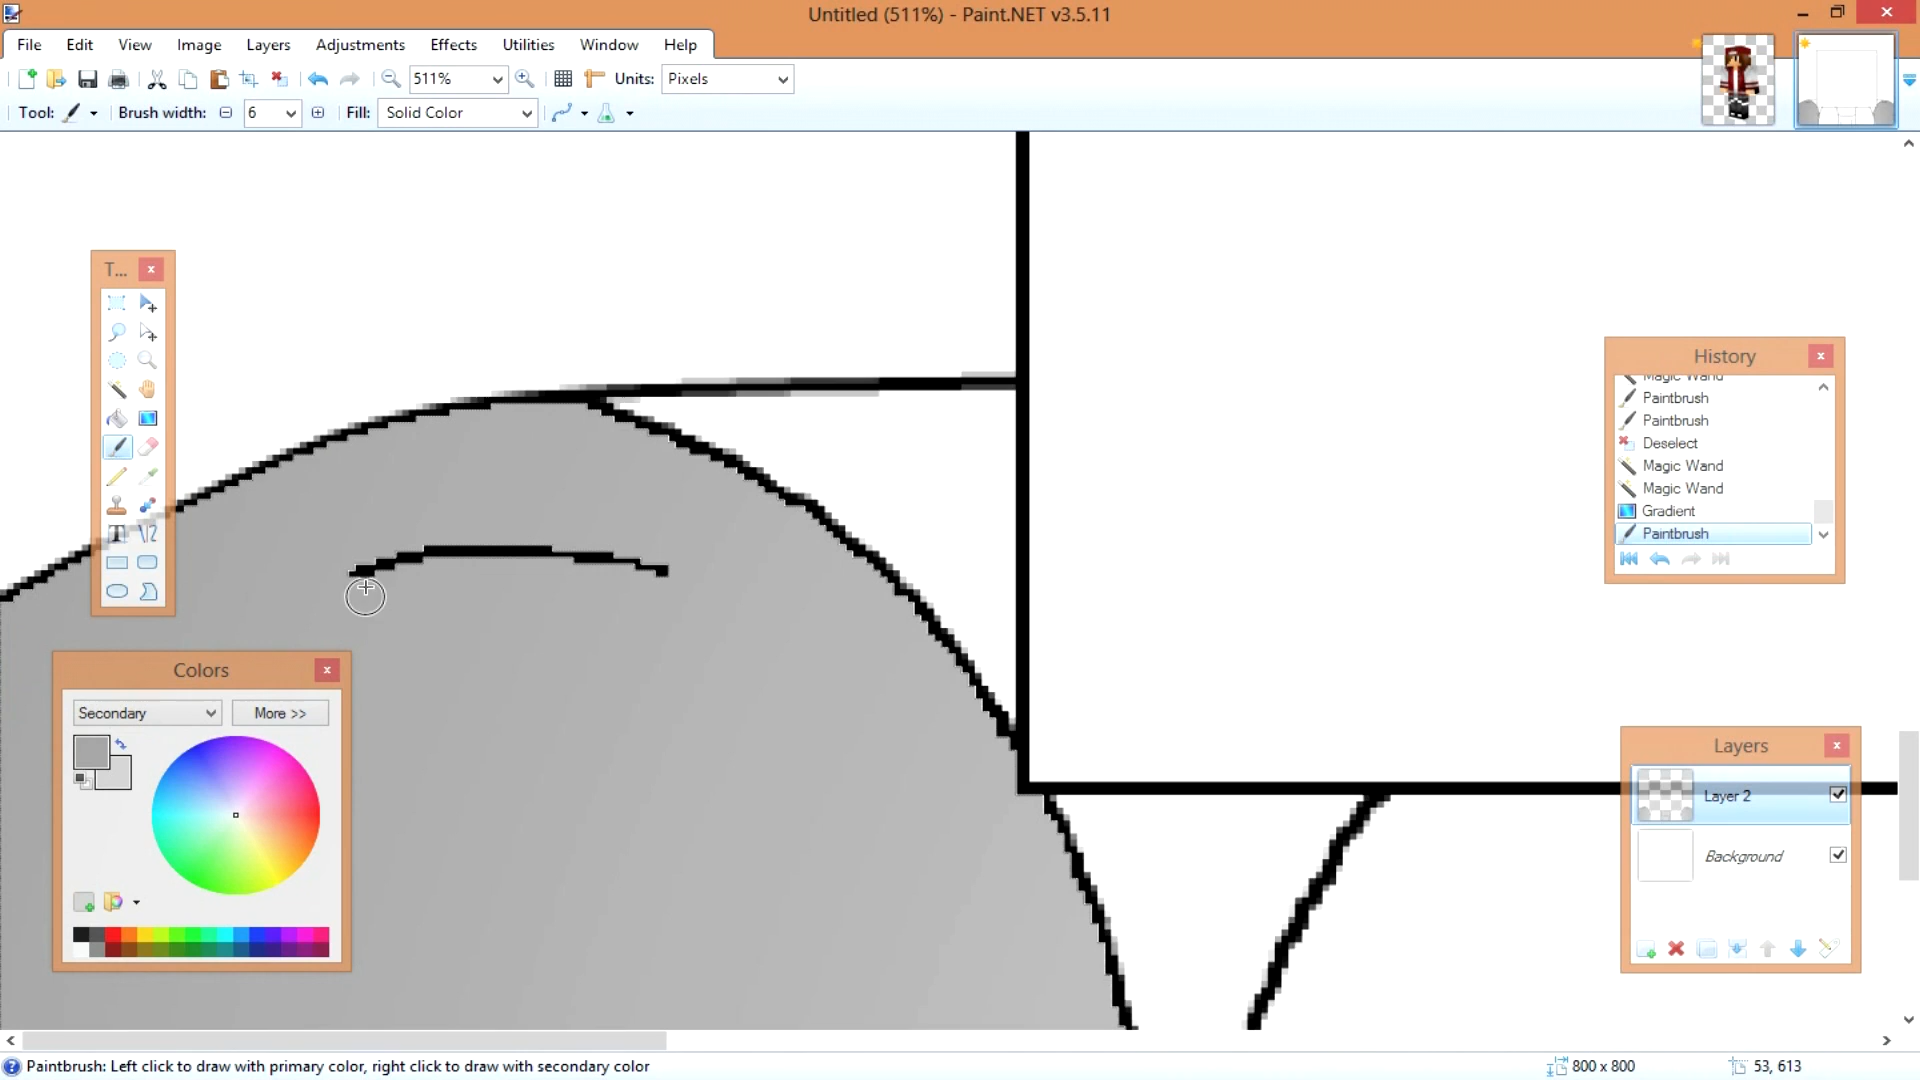 Untitled (511%) - Paint.NET v3.5.11
File Edit View Image Layers Adjustments Effects Utilities Window Help
511% Units: Pixels
Tool: Brush width: 6 Fill: Solid Color
T...
History
Magic Wand
Paintbrush
Paintbrush
Deselect
Magic Wand
Magic Wand
Gradient
Paintbrush
Colors
Secondary More >>
Layers
Layer 2
Background
Paintbrush: Left click to draw with primary color, right click to draw with secondary color 800 x 800 53, 613